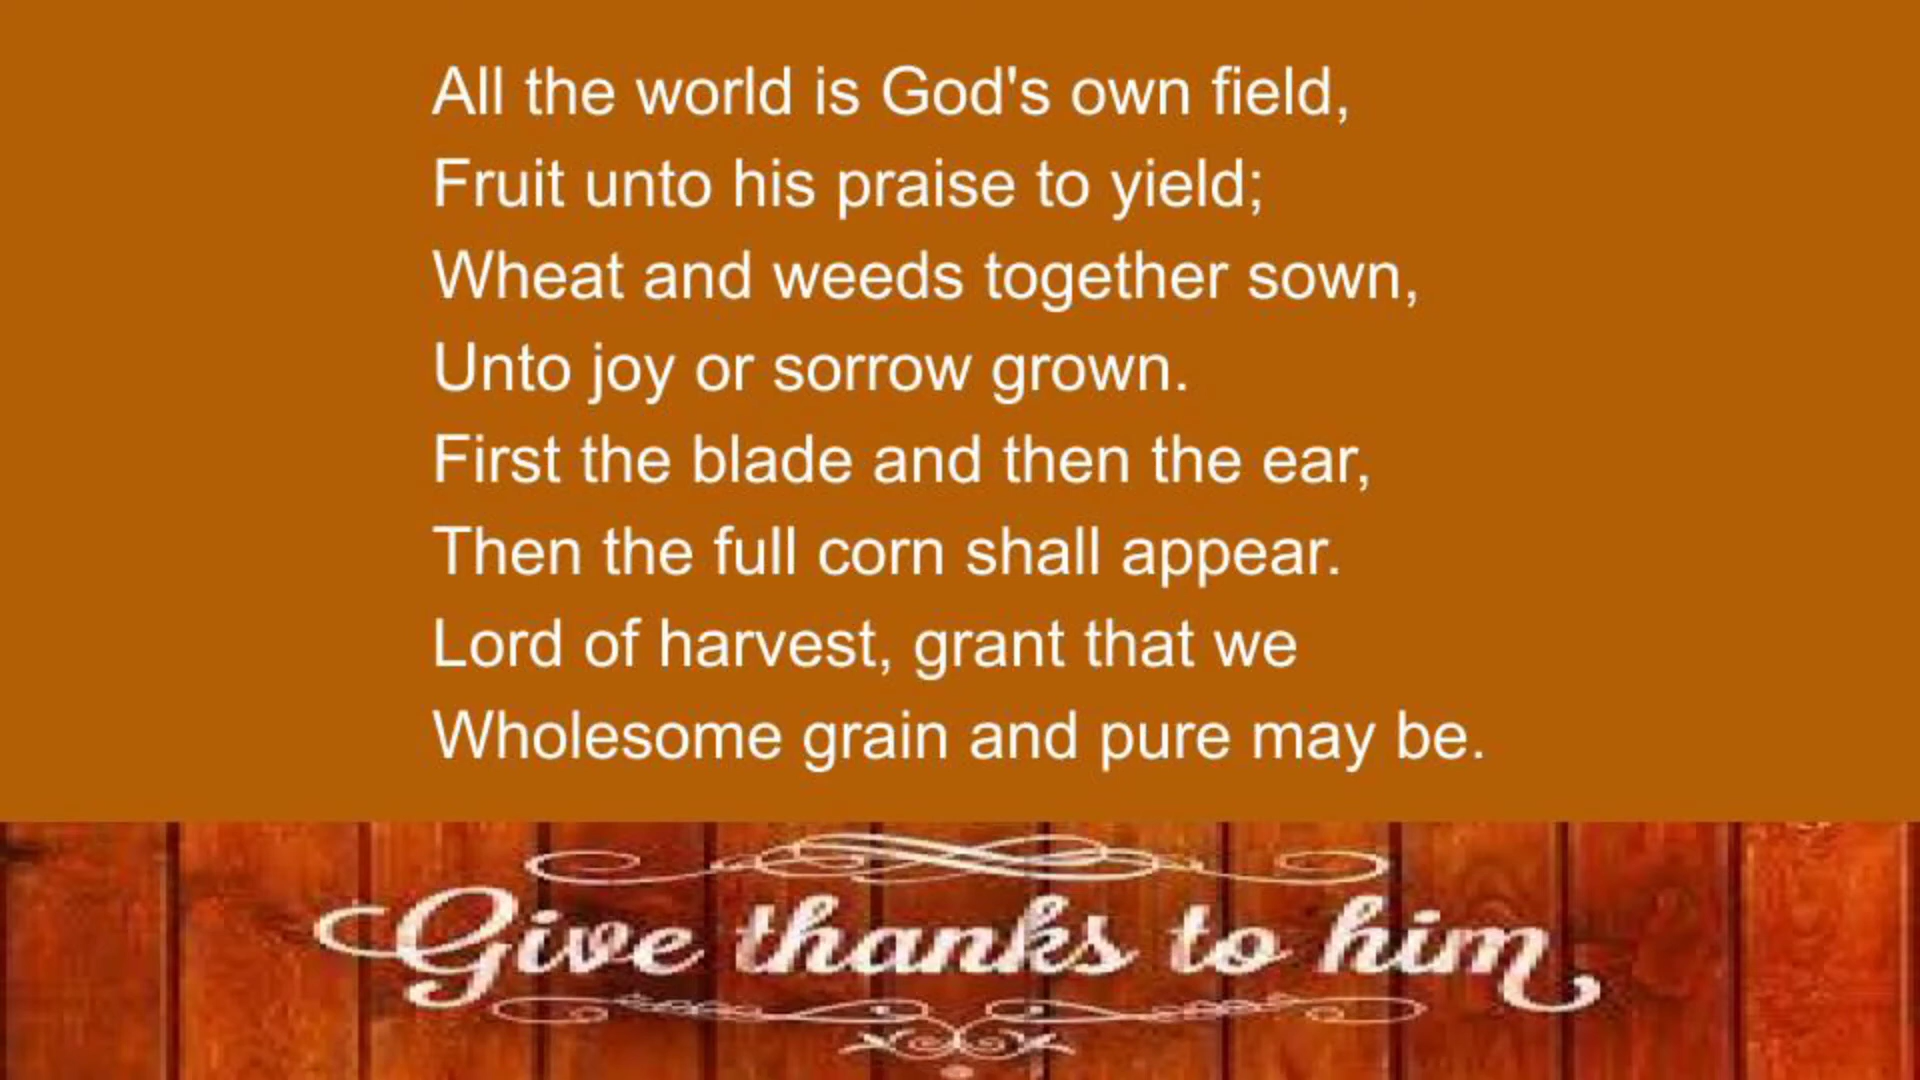 All the world is God's own field,
Fruit unto his praise to yield;
Wheat and weeds together sown,
Unto joy or sorrow grown.
First the blade and then the ear,
Then the full corn shall appear.
Lord of harvest, grant that we
Wholesome grain and pure may be.
Give thanks to him